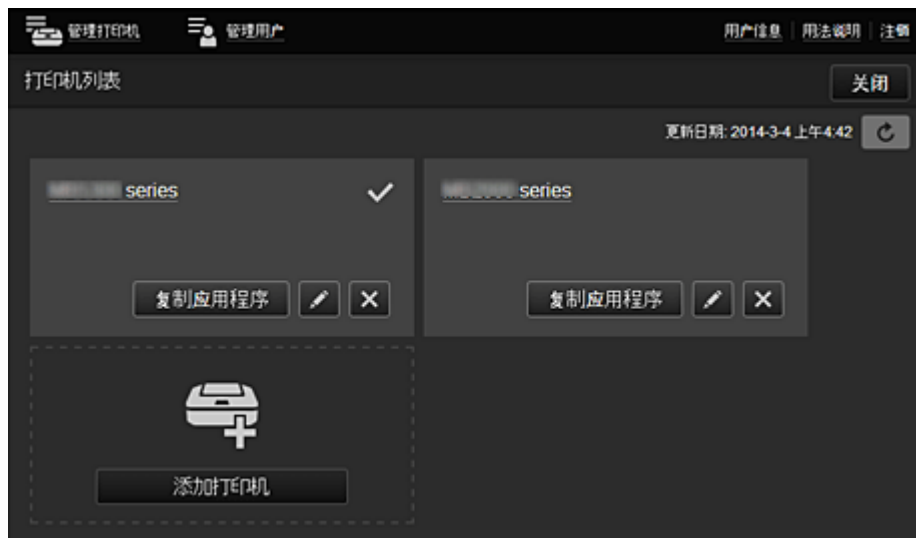 管理打印机 管理用户 用户信息 用法说明 注销
打印机列表 关闭
更新日期: 2014-3-4 上午4:42
series series
复制应用程序 复制应用程序
添加打印机